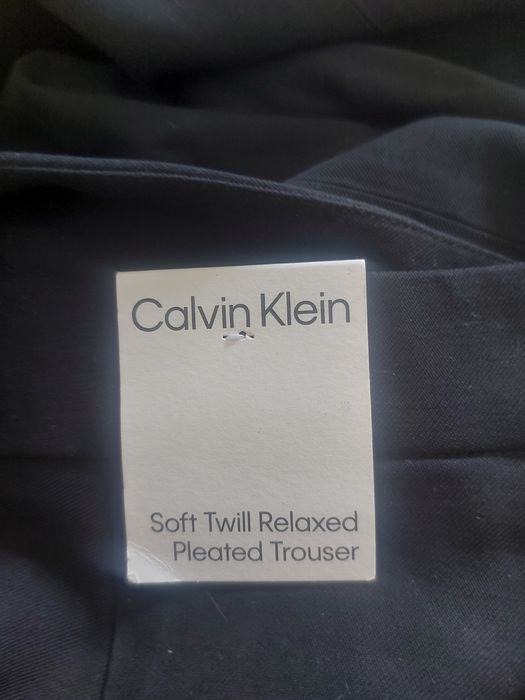 Calvin Klein
Soft Twill Relaxed
Pleated Trouser